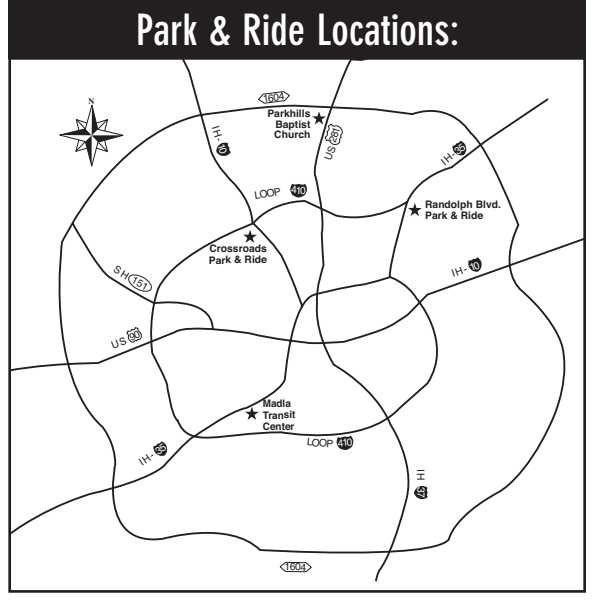 Park & Ride Locations:
N
1604
Parkhills
Baptist
Church
US 281
IH-10
IH-35
LOOP 410
Randolph Blvd.
Park & Ride
Crossroads
Park & Ride
IH-10
SH 151
US 90
Madla
Transit
Center
LOOP 410
IH-35
IH 37
1604